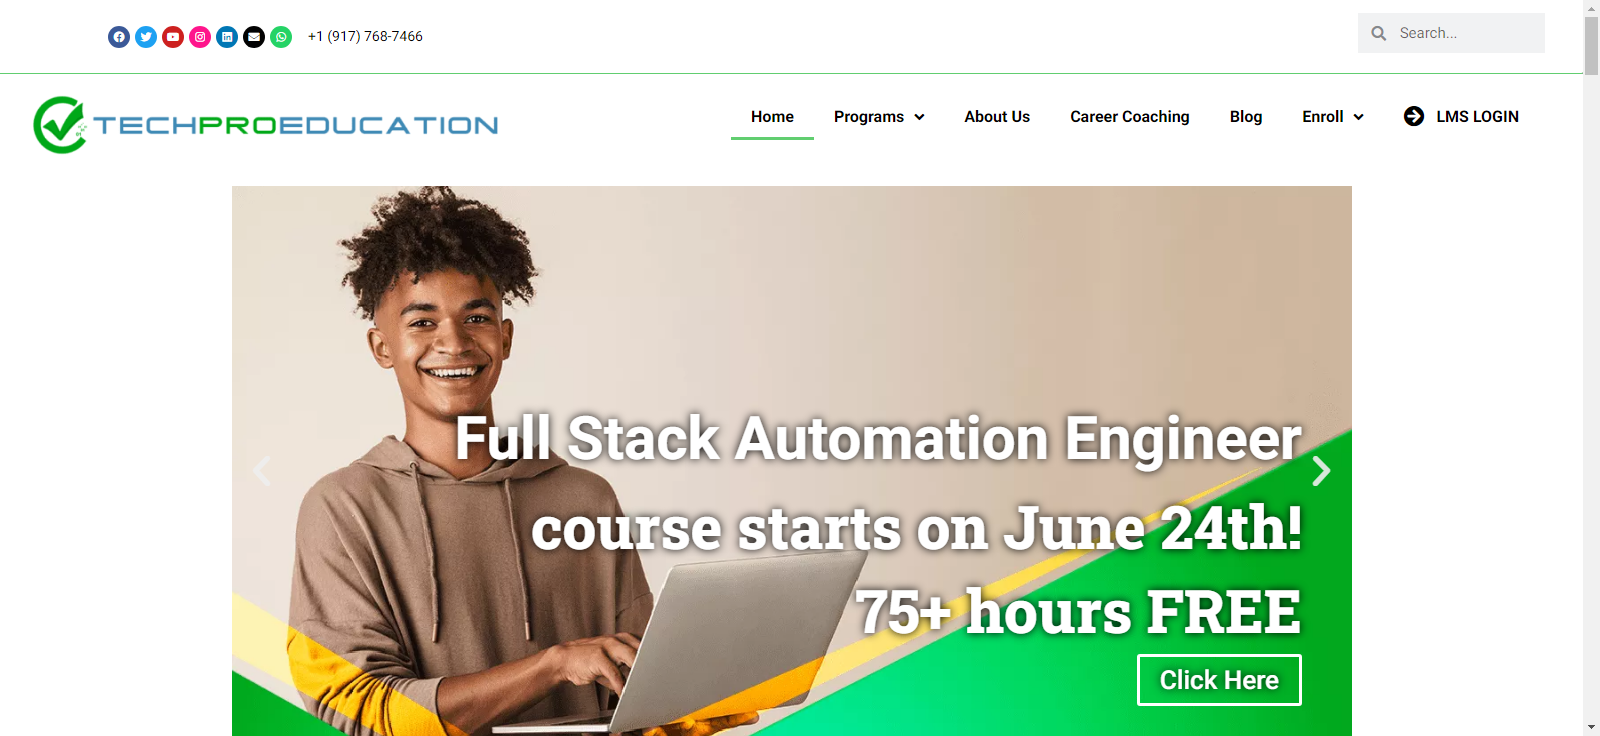 +1 (917) 768-7466
Search...
TECHPROEDUCATION
Home
Programs
About Us
Career Coaching
Blog
Enroll
LMS LOGIN
Full Stack Automation Engineer
course starts on June 24th!
75+ hours FREE
Click Here